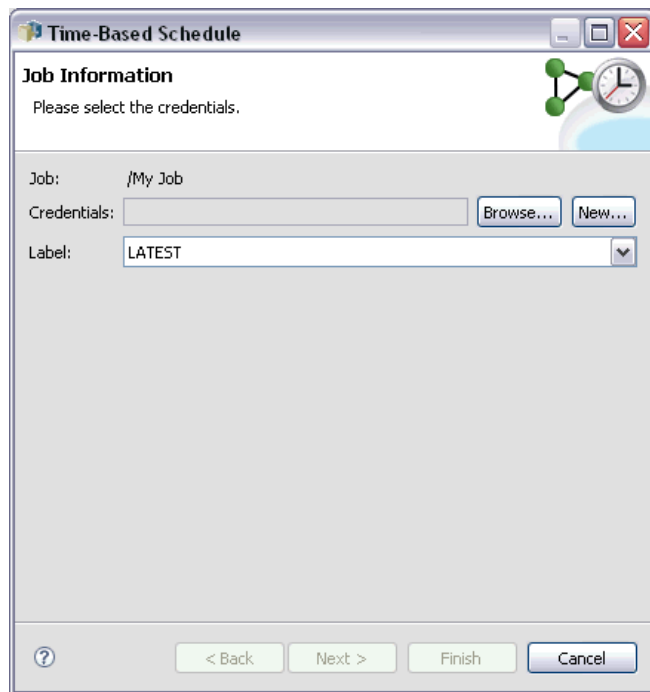 Time-Based Schedule
Job Information
Please select the credentials.
Job: /My Job
Credentials: Browse... New...
Label: LATEST
? < Back Next > Finish Cancel